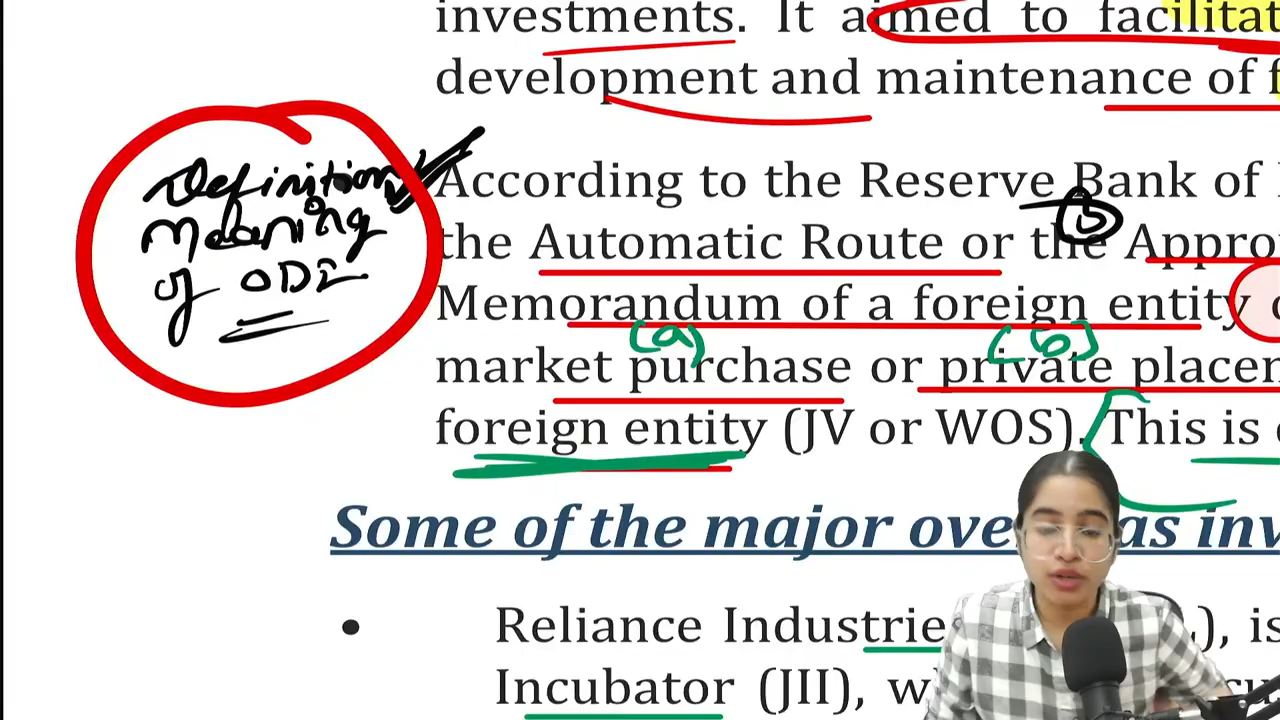 investments. It aimed to facilitat
development and maintenance of f
Definition/
Meaning
of ODI
According to the Reserve Bank of I
(b)
the Automatic Route or the Appro
Memorandum of a foreign entity
(a) (b)
market purchase or private placem
foreign entity (JV or WOS). This is
Some of the major ove as inv
• Reliance Industrie ), is
Incubator (JII), w